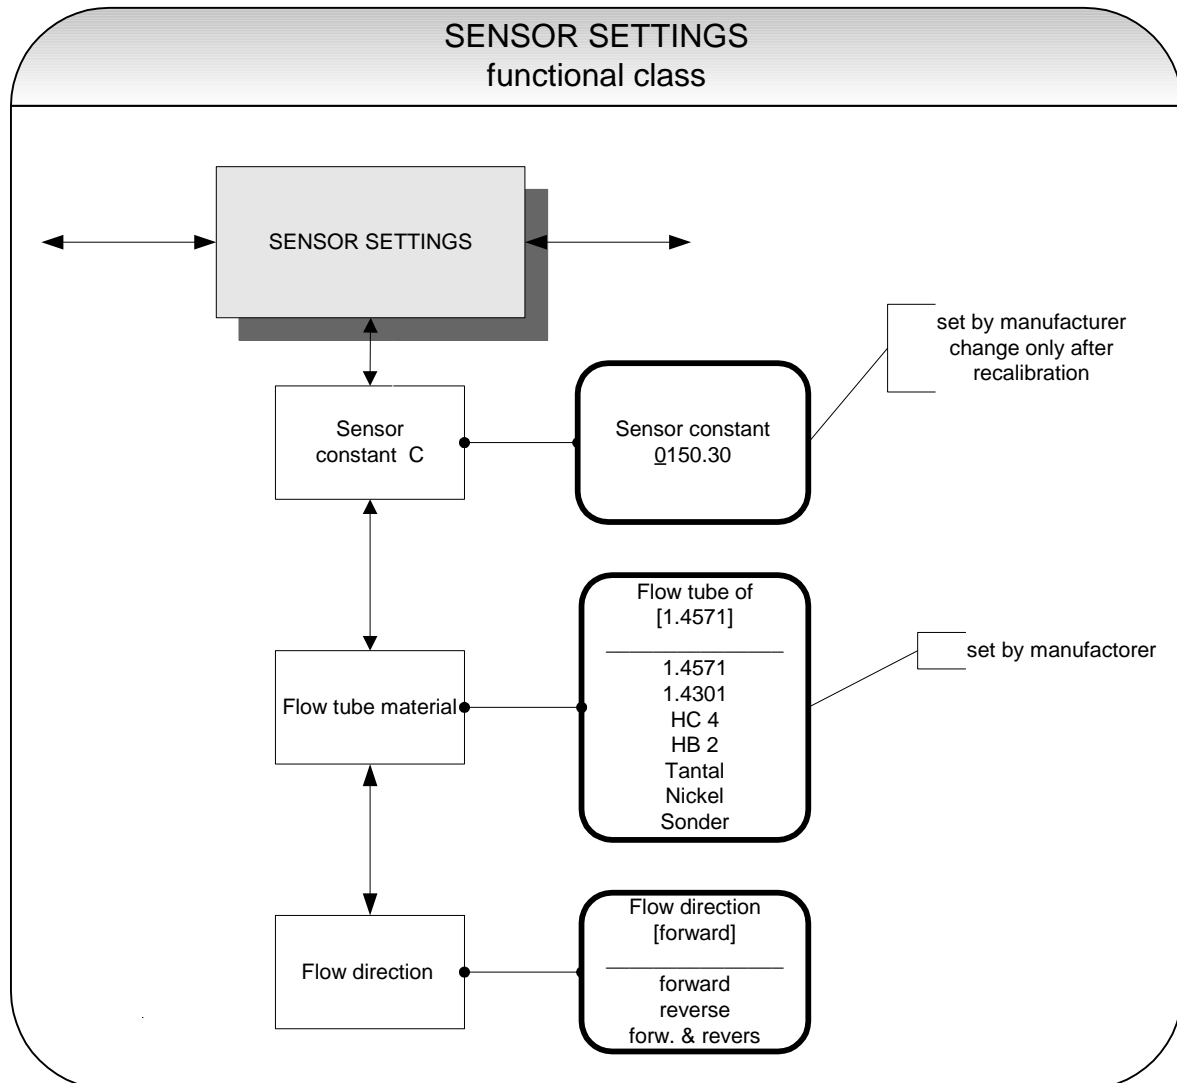 SENSOR SETTINGS
functional class
SENSOR SETTINGS
set by manufacturer
change only after
recalibration
Sensor
constant C
Sensor constant
0150.30
Flow tube material
Flow tube of
[1.4571]
1.4571
1.4301
HC 4
HB 2
Tantal
Nickel
Sonder
set by manufactorer
Flow direction
Flow direction
[forward]
forward
reverse
forw. & revers